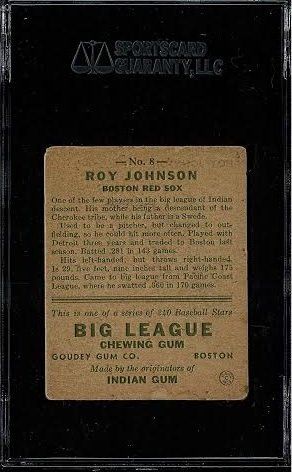 SPORTSCARD
GUARANTY, LLC
— No. 8 —
ROY JOHNSON
BOSTON RED SOX
One of the few players in the big league of Indian
descent. His mother being a descendant of the
Cherokee tribe, while his father is a Swede.
Used to be a pitcher, but changed to out-
fielding, so he could hit more often. Played with
Detroit three years and traded to Boston last
season. Batted .281 in 143 games.
Hits left-handed, but throws right-handed.
Is 29, five feet, nine inches tall and weighs 175
pounds. Came to big league from Pacific Coast
League, where he swatted .360 in 170 games.
This is one of a series of 240 Baseball Stars
BIG LEAGUE
CHEWING GUM
GOUDEY GUM CO. BOSTON
Made by the originators of
INDIAN GUM